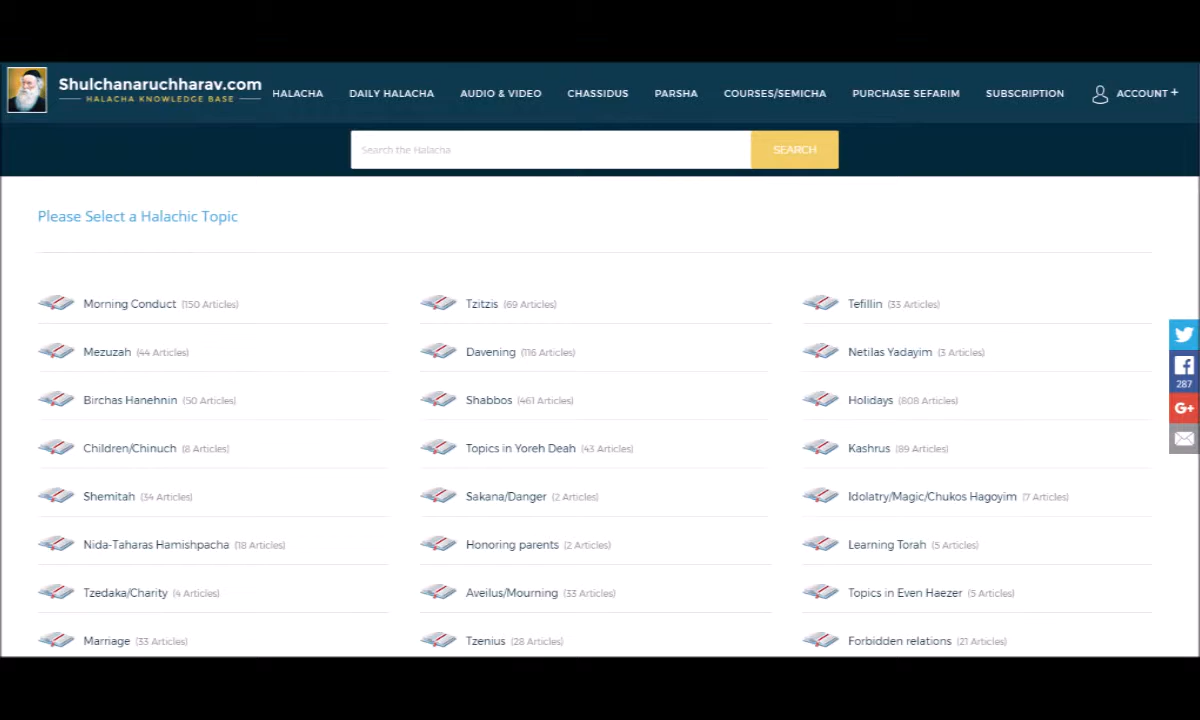 Shulchanaruchharav.com
HALACHA KNOWLEDGE BASE
HALACHA DAILY HALACHA AUDIO & VIDEO CHASSIDUS PARSHA COURSES/SEMICHA PURCHASE SEFARIM SUBSCRIPTION ACCOUNT +
Search the Halacha SEARCH
Please Select a Halachic Topic
Morning Conduct (150 Articles) Tzitzis (69 Articles) Tefillin (33 Articles)
Mezuzah (44 Articles) Davening (116 Articles) Netilas Yadayim (3 Articles)
Birchas Hanehnin (50 Articles) Shabbos (461 Articles) Holidays (808 Articles)
287
G+
Children/Chinuch (8 Articles) Topics in Yoreh Deah (43 Articles) Kashrus (89 Articles)
Shemitah (34 Articles) Sakana/Danger (2 Articles) Idolatry/Magic/Chukos Hagoyim (7 Articles)
Nida-Taharas Hamishpacha (18 Articles) Honoring parents (2 Articles) Learning Torah (5 Articles)
Tzedaka/Charity (4 Articles) Aveilus/Mourning (33 Articles) Topics in Even Haezer (5 Articles)
Marriage (33 Articles) Tzenius (28 Articles) Forbidden relations (21 Articles)